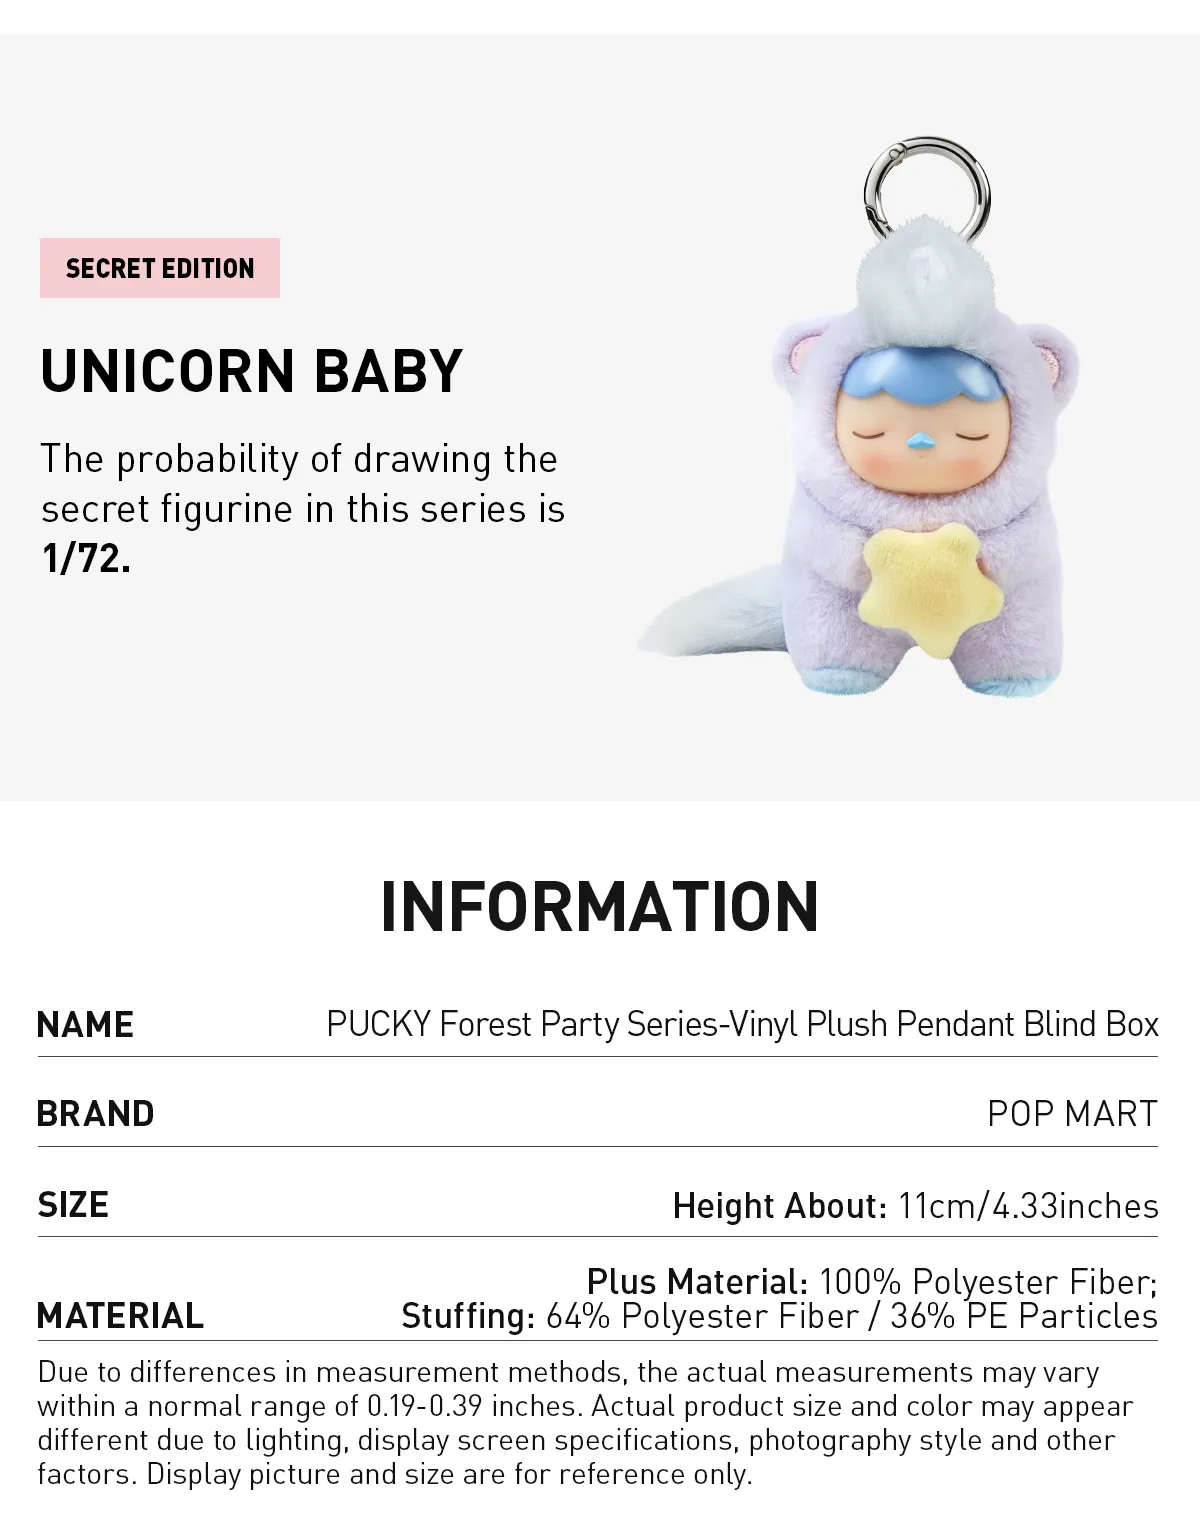 SECRET EDITION
UNICORN BABY
The probability of drawing the
secret figurine in this series is
1/72.
INFORMATION
NAME PUCKY Forest Party Series-Vinyl Plush Pendant Blind Box
BRAND POP MART
SIZE Height About: 11cm/4.33inches
Plus Material: 100% Polyester Fiber;
MATERIAL Stuffing: 64% Polyester Fiber / 36% PE Particles
Due to differences in measurement methods, the actual measurements may vary
within a normal range of 0.19-0.39 inches. Actual product size and color may appear
different due to lighting, display screen specifications, photography style and other
factors. Display picture and size are for reference only.